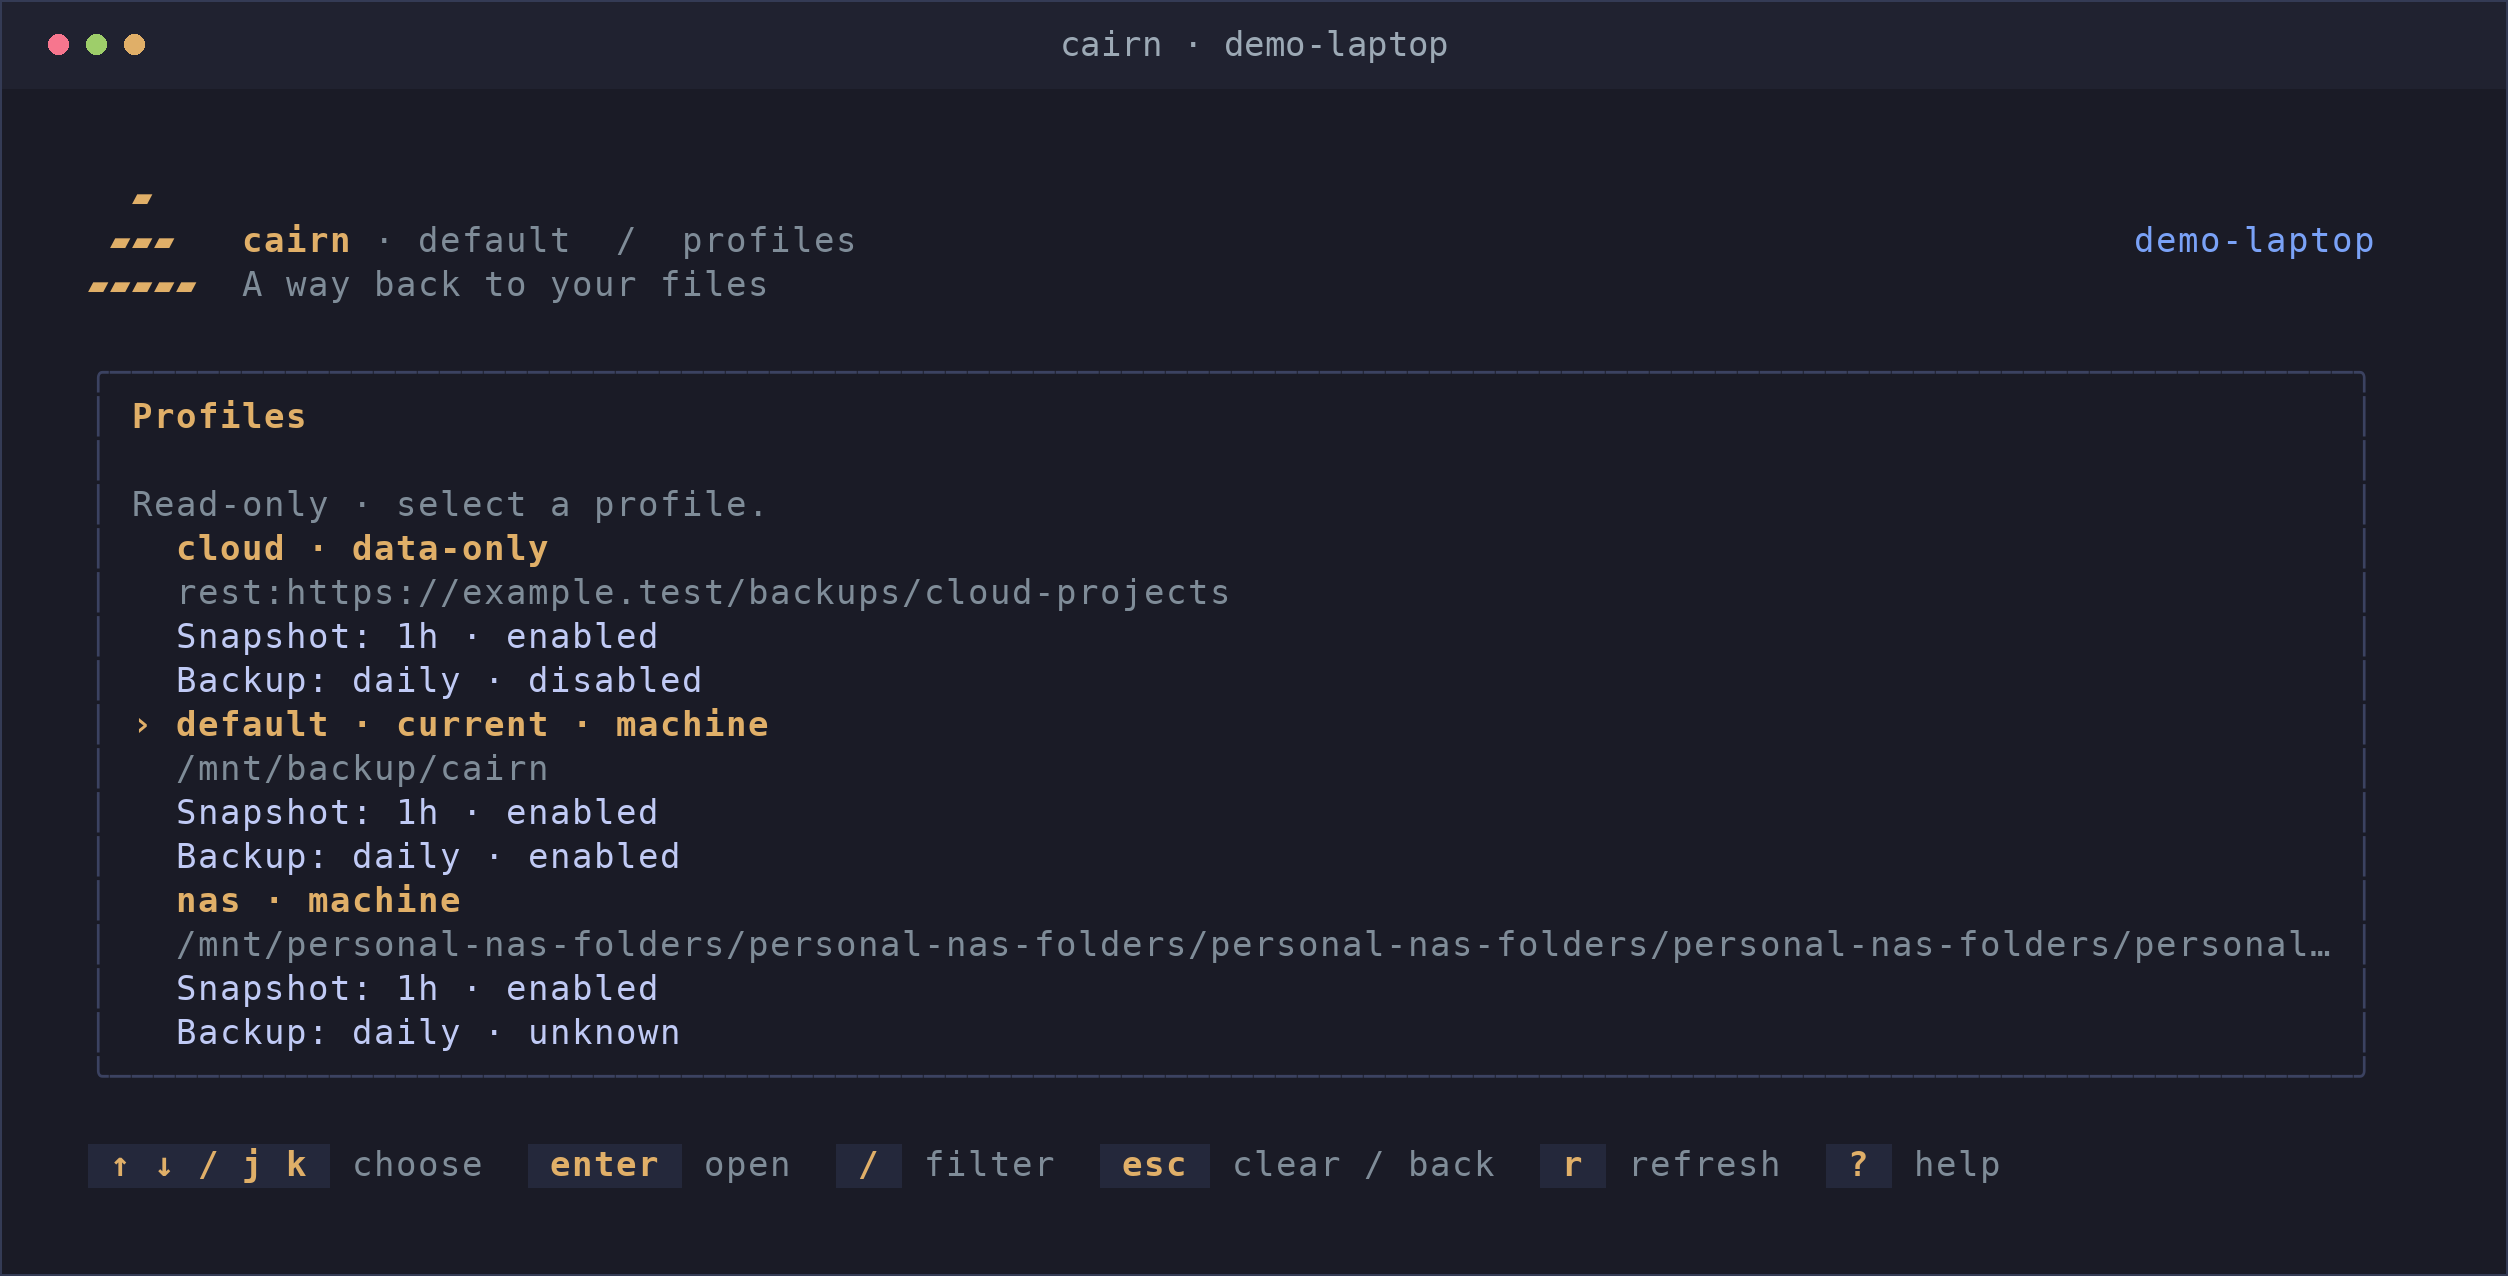 cairn · demo-laptop
cairn · default / profiles
demo-laptop
A way back to your files
Profiles
Read-only · select a profile.
cloud · data-only
rest:https://example.test/backups/cloud-projects
Snapshot: 1h · enabled
Backup: daily · disabled
› default · current · machine
/mnt/backup/cairn
Snapshot: 1h · enabled
Backup: daily · enabled
nas · machine
/mnt/personal-nas-folders/personal-nas-folders/personal-nas-folders/personal-nas-folders/personal…
Snapshot: 1h · enabled
Backup: daily · unknown
↑ ↓ / j k choose enter open / filter esc clear / back r refresh ? help